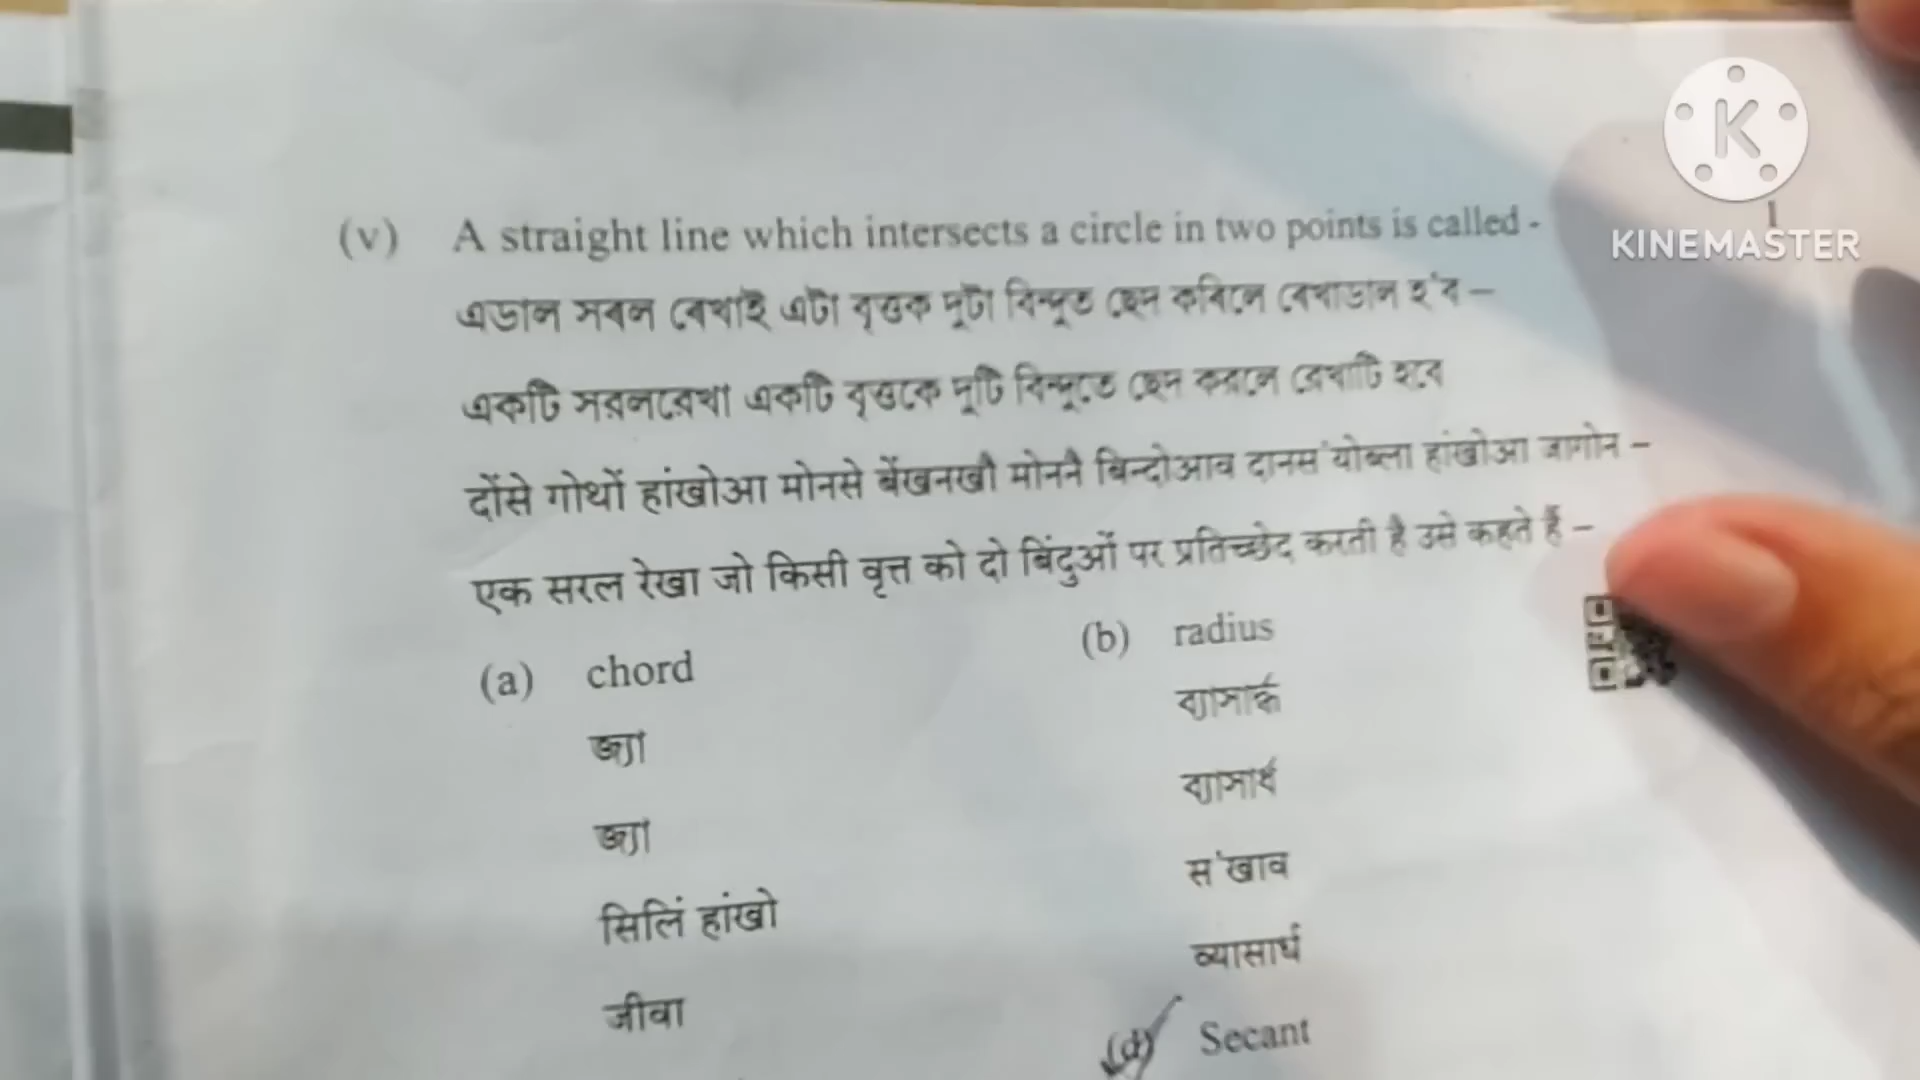 KINEMASTER
1
(v) A straight line which intersects a circle in two points is called -
এডাল সৰল ৰেখাই এটা বৃত্তক দুটা বিন্দুত ছেদ কৰিলে ৰেখাডাল হ'ব –
একটি সরলরেখা একটি বৃত্তকে দুটি বিন্দুতে ছেদ করলে রেখাটি হবে
दोंसे गोथों हांखोआ मोनसे बेंखनखौ मोननै बिन्दोआव दानस'योब्ला हांखोआ जागोन –
एक सरल रेखा जो किसी वृत्त को दो बिंदुओं पर प्रतिच्छेद करती है उसे कहते हैं –
(a) chord
জ্যা
জ্যা
सिलिं हांखो
जीवा
(b) radius
ব্যাসাৰ্দ্ধ
ব্যাসার্ধ
स'खाव
व्यासार्ध
(d) Secant